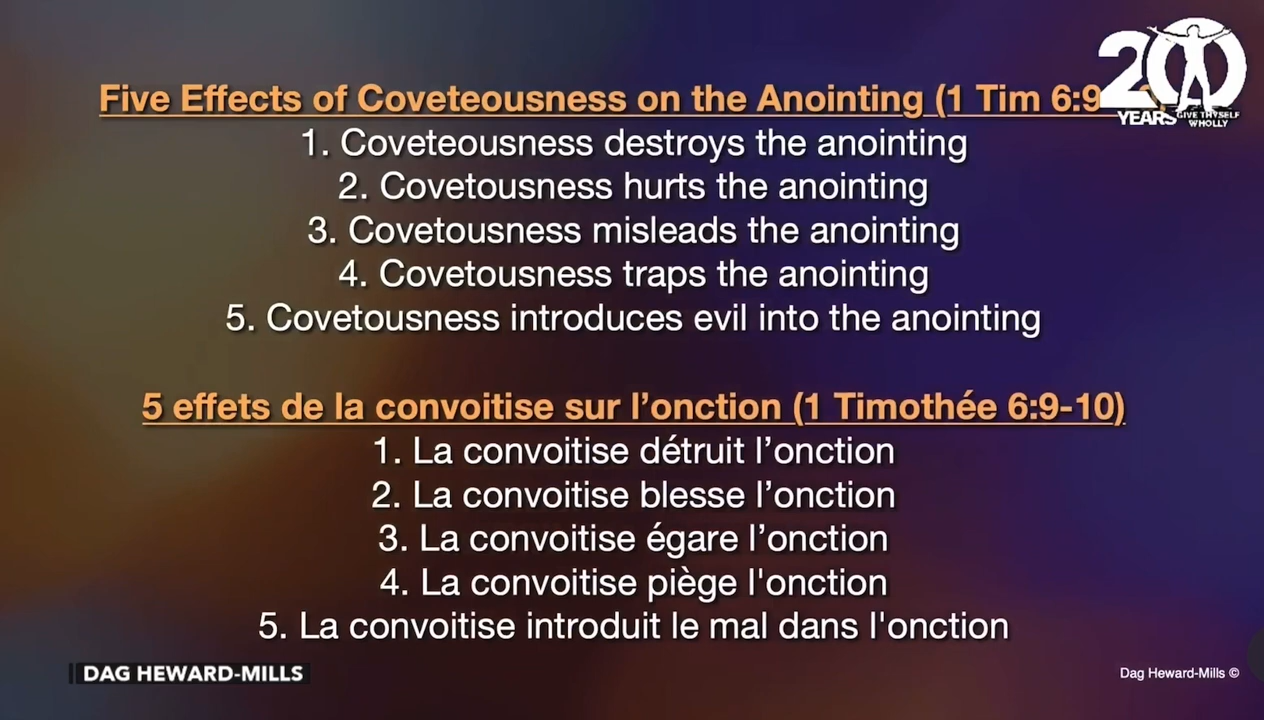 Five Effects of Coveteousness on the Anointing (1 Tim 6:9
1. Coveteousness destroys the anointing
2. Covetousness hurts the anointing
3. Covetousness misleads the anointing
4. Covetousness traps the anointing
5. Covetousness introduces evil into the anointing
5 effets de la convoitise sur l’onction (1 Timothée 6:9-10)
1. La convoitise détruit l’onction
2. La convoitise blesse l’onction
3. La convoitise égare l’onction
4. La convoitise piège l'onction
5. La convoitise introduit le mal dans l'onction
20
YEARS
GIVE THYSELF
WHOLLY
DAG HEWARD-MILLS
Dag Heward-Mills ©